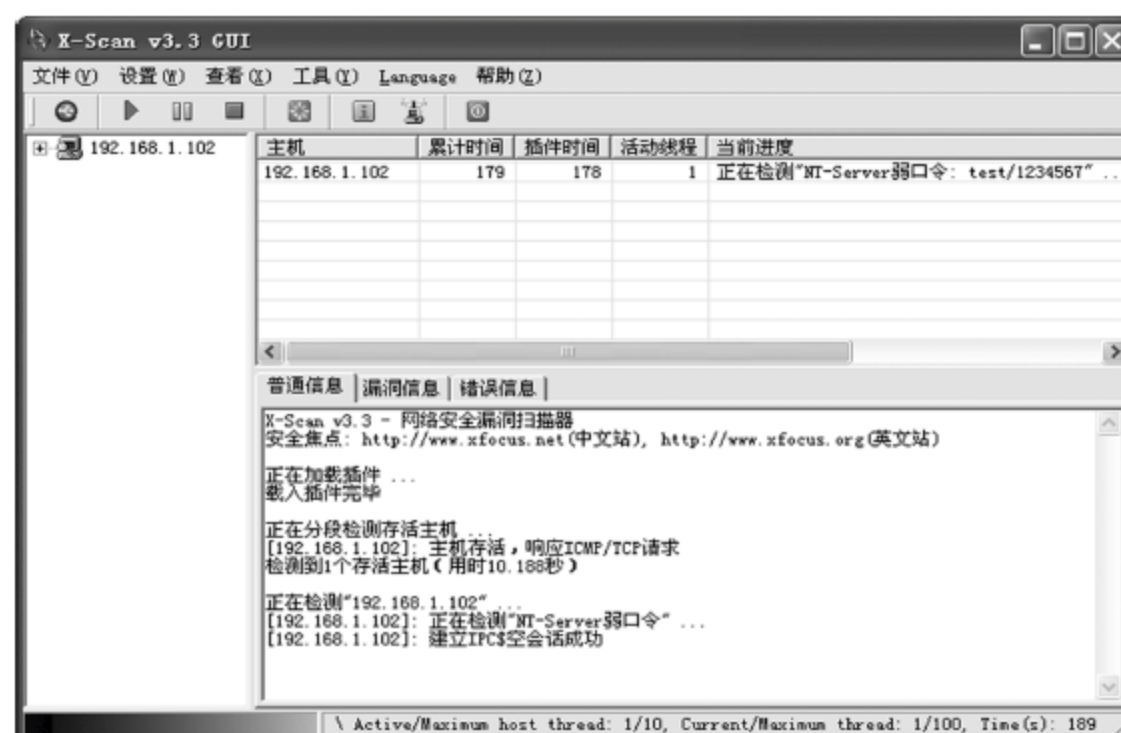 X-Scan v3.3 GUI
文件(V) 设置(W) 查看(X) 工具(Y) Language 帮助(Z)
192.168.1.102
主机 累计时间 插件时间 活动线程 当前进度
192.168.1.102 179 178 1 正在检测"NT-Server弱口令: test/1234567" ...
普通信息 漏洞信息 错误信息
X-Scan v3.3 - 网络安全漏洞扫描器
安全焦点: http://www.xfocus.net(中文站), http://www.xfocus.org(英文站)
正在加载插件 ...
载入插件完毕
正在分段检测存活主机 ...
[192.168.1.102]: 主机存活，响应ICMP/TCP请求
检测到1个存活主机(用时10.188秒)
正在检测"192.168.1.102" ...
[192.168.1.102]: 正在检测"NT-Server弱口令" ...
[192.168.1.102]: 建立IPC$空会话成功
\ Active/Maximum host thread: 1/10, Current/Maximum thread: 1/100, Time(s): 189